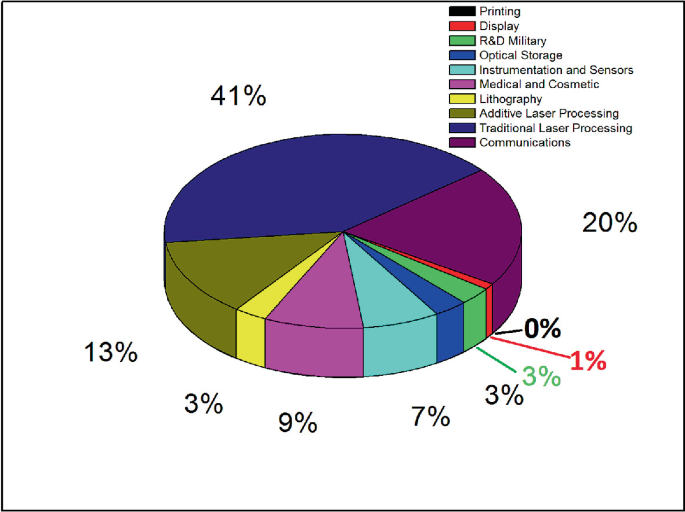 Printing
Display
R&D Military
Optical Storage
Instrumentation and Sensors
Medical and Cosmetic
Lithography
Additive Laser Processing
Traditional Laser Processing
Communications
41%
20%
0%
1%
3%
3%
7%
9%
3%
13%